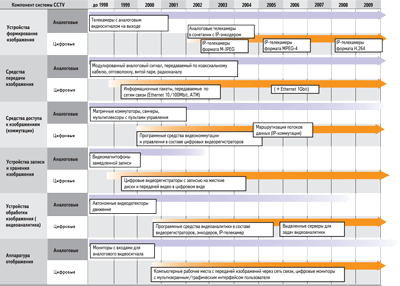 Компонент системы CCTV
до 1998
1998
1999
2000
2001
2002
2003
2004
2005
2006
2007
2008
2009
Устройства
формирования
изображения
Аналоговые
Телекамеры с аналоговым
видеосигналом на выходе
Аналоговые телекамеры
в сочетании с IP-энкодером
Цифровые
IP-телекамеры
формата M-JPEG
IP-телекамеры
формата MPEG-4
IP-телекамеры
формата H.264
Средства
передачи
изображения
Аналоговые
Модулированный аналоговый сигнал, передаваемый по коаксиальному
кабелю, оптоволокну, витой паре, радиоканалу
Цифровые
Информационные пакеты, передаваемые по
сетям связи (Ethernet 10/100Mbit, ATM)
(+ Ethernet 1Gbit)
Средства доступа
к изображениям
(коммутации)
Аналоговые
Матричные коммутаторы, свичеры,
мультиплексоры с пультами управления
Цифровые
Программные средства видеокоммутации
и управления в составе цифровых видеорегистраторов
Маршрутизация потоков
данных (IP-коммутация)
Устройства записи
и хранения
изображения
Аналоговые
Видеомагнитофоны
замедленной записи
Цифровые
Цифровые видеорегистраторы с записью на жесткие
диски и передачей видео в цифровом виде
Устройства
обработки
изображения (
видеоаналитика)
Аналоговые
Автономные видеодетекторы
движения
Цифровые
Программные средства видеоаналитики в составе
видеорегистраторов, энкодеров, IP-телекамер
Выделенные серверы для
задач видеоаналитики
Аппаратура
отображения
Аналоговые
Мониторы с входами для
аналогового видеосигнала
Цифровые
Компьютерные рабочие места с передачей изображения через сеть связи, цифровые мониторы
с мультиэкранным/графическим интерфейсом пользователя